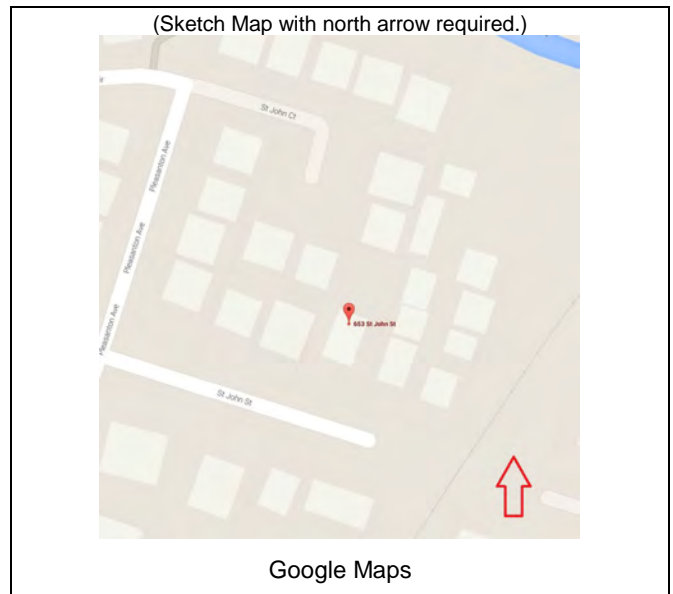 (Sketch Map with north arrow required.)
St John Ct
Pleasanton Ave
Pleasanton Ave
Pleasanton Ave
553 St John St
St John St
Google Maps